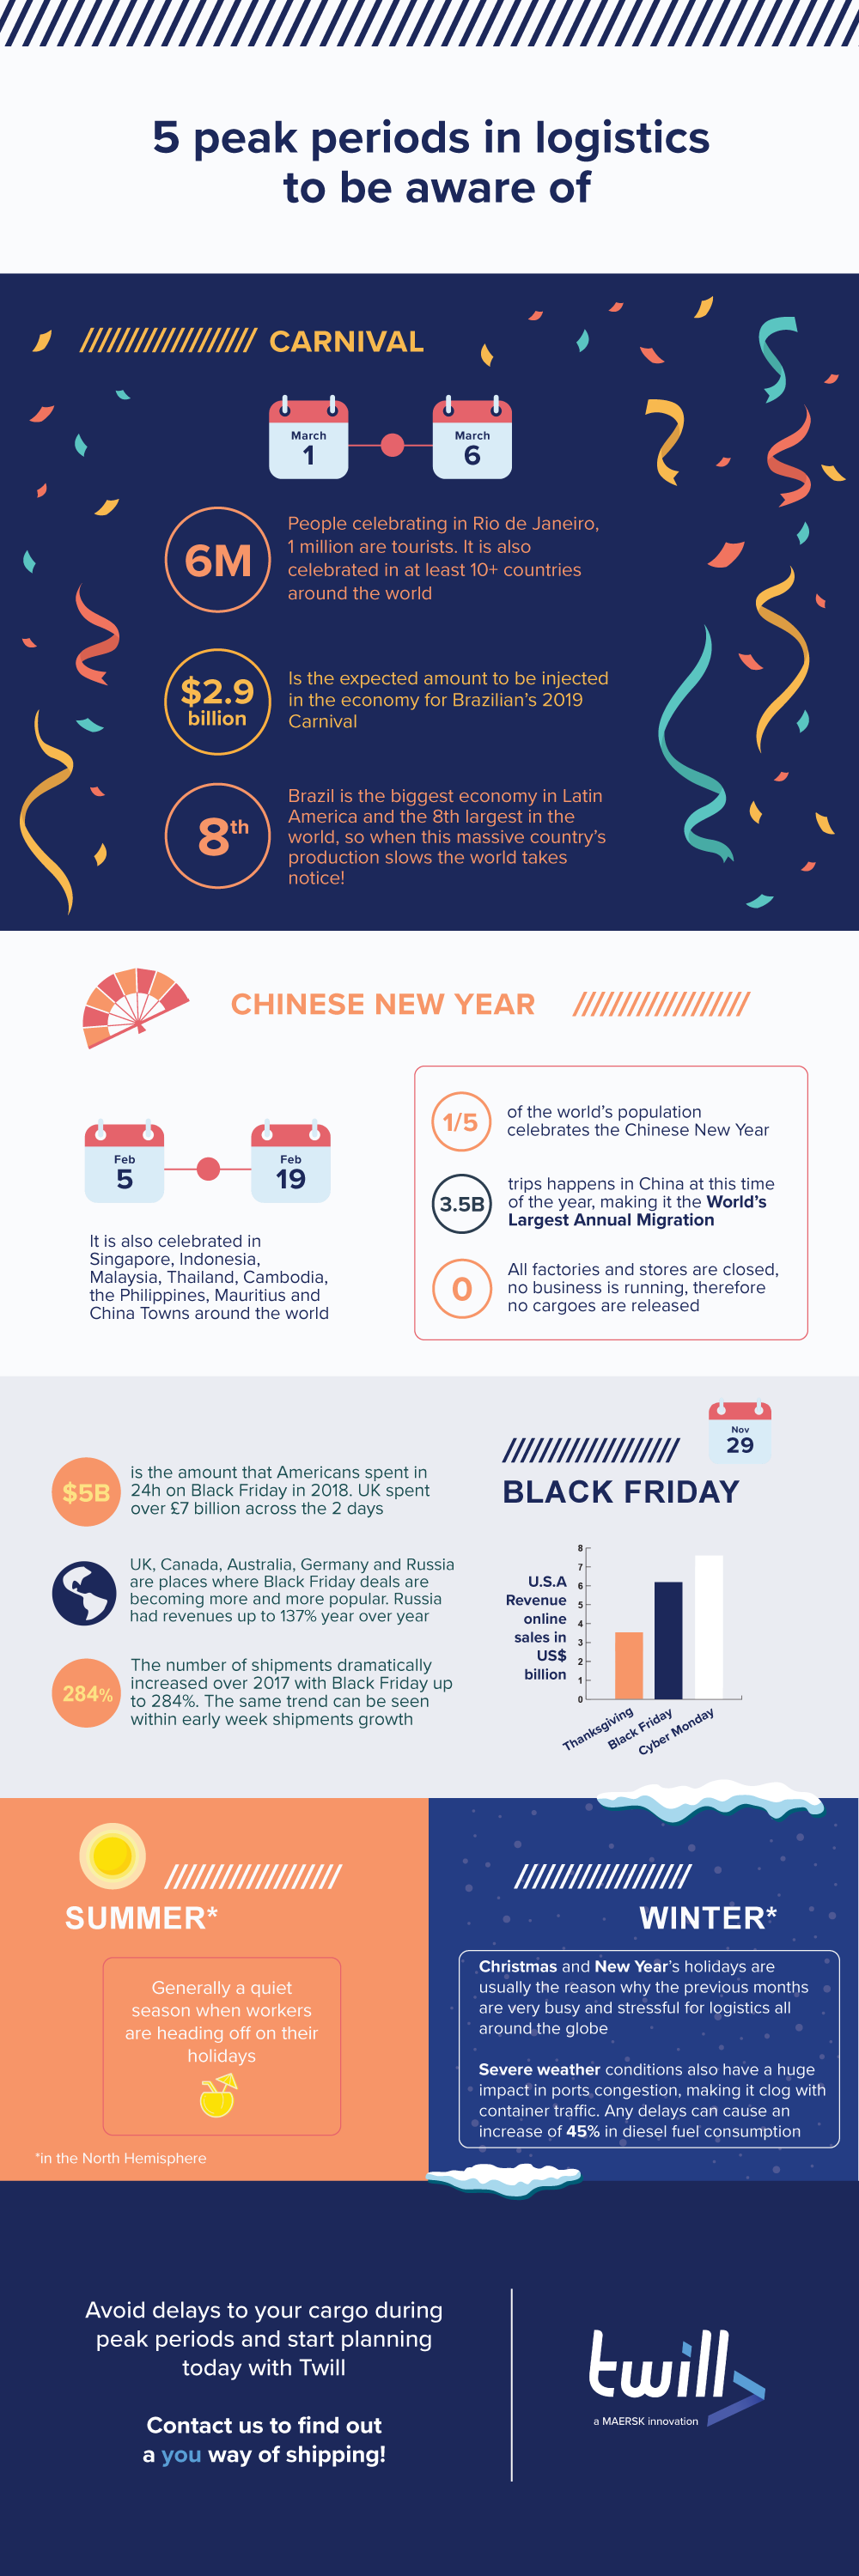 5 peak periods in logistics
to be aware of
CARNIVAL
March
1
March
6
6M
People celebrating in Rio de Janeiro,
1 million are tourists. It is also
celebrated in at least 10+ countries
around the world
$2.9
billion
Is the expected amount to be injected
in the economy for Brazilian's 2019
Carnival
8th
Brazil is the biggest economy in Latin
America and the 8th largest in the
world, so when this massive country's
production slows the world takes
notice!
CHINESE NEW YEAR
Feb
5
Feb
19
It is also celebrated in
Singapore, Indonesia,
Malaysia, Thailand, Cambodia,
the Philippines, Mauritius and
China Towns around the world
1/5
of the world's population
celebrates the Chinese New Year
3.5B
trips happens in China at this time
of the year, making it the World's
Largest Annual Migration
0
All factories and stores are closed,
no business is running, therefore
no cargoes are released
$5B
is the amount that Americans spent in
24h on Black Friday in 2018. UK spent
over £7 billion across the 2 days
UK, Canada, Australia, Germany and Russia
are places where Black Friday deals are
becoming more and more popular. Russia
had revenues up to 137% year over year
284%
The number of shipments dramatically
increased over 2017 with Black Friday up
to 284%. The same trend can be seen
within early week shipments growth
Nov
29
BLACK FRIDAY
U.S.A
Revenue
online
sales in
US$
billion
8
7
6
5
4
3
2
1
0
Thanksgiving
Black Friday
Cyber Monday
SUMMER*
Generally a quiet
season when workers
are heading off on their
holidays
*in the North Hemisphere
WINTER*
Christmas and New Year's holidays are
usually the reason why the previous months
are very busy and stressful for logistics all
around the globe
Severe weather conditions also have a huge
impact in ports congestion, making it clog with
container traffic. Any delays can cause an
increase of 45% in diesel fuel consumption
Avoid delays to your cargo during
peak periods and start planning
today with Twill
Contact us to find out
a you way of shipping!
twill
a MAERSK innovation